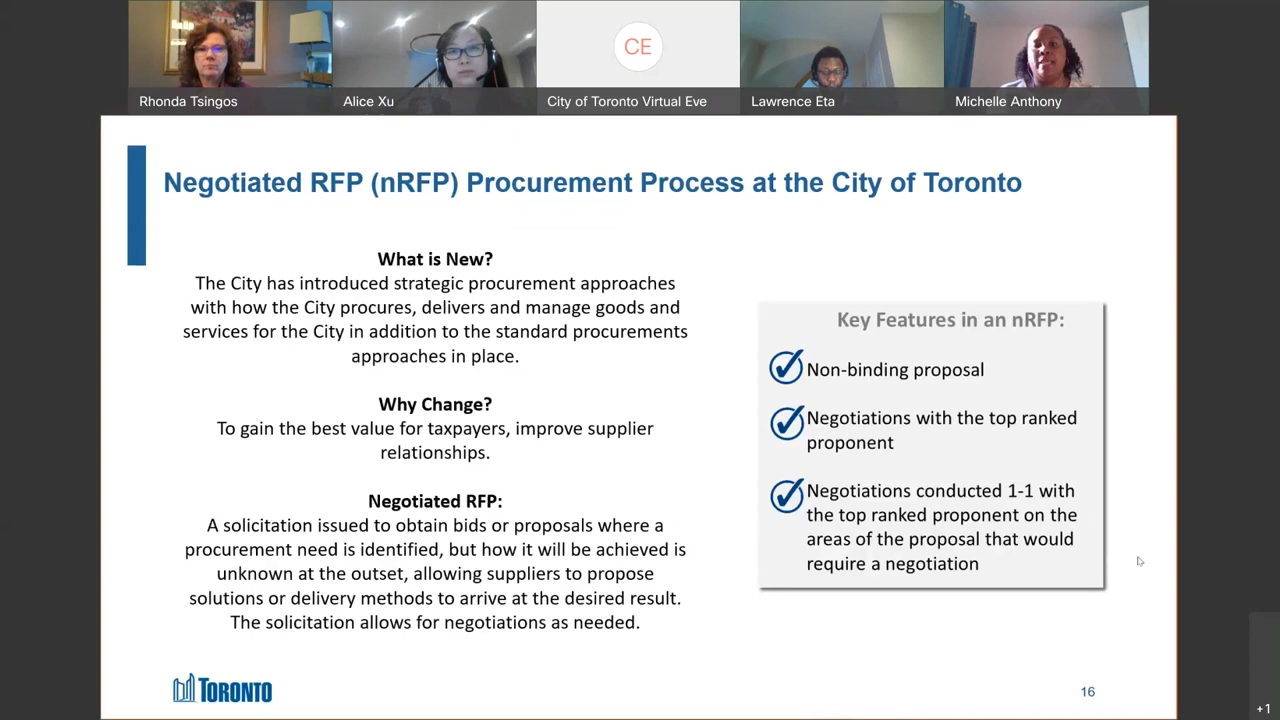 CE
Rhonda Tsingos
Alice Xu
City of Toronto Virtual Eve
Lawrence Eta
Michelle Anthony
Negotiated RFP (nRFP) Procurement Process at the City of Toronto
What is New?
The City has introduced strategic procurement approaches
with how the City procures, delivers and manage goods and
services for the City in addition to the standard procurements
approaches in place.
Why Change?
To gain the best value for taxpayers, improve supplier
relationships.
Negotiated RFP:
A solicitation issued to obtain bids or proposals where a
procurement need is identified, but how it will be achieved is
unknown at the outset, allowing suppliers to propose
solutions or delivery methods to arrive at the desired result.
The solicitation allows for negotiations as needed.
Key Features in an nRFP:
Non-binding proposal
Negotiations with the top ranked
proponent
Negotiations conducted 1-1 with
the top ranked proponent on the
areas of the proposal that would
require a negotiation
TORONTO
16
+1